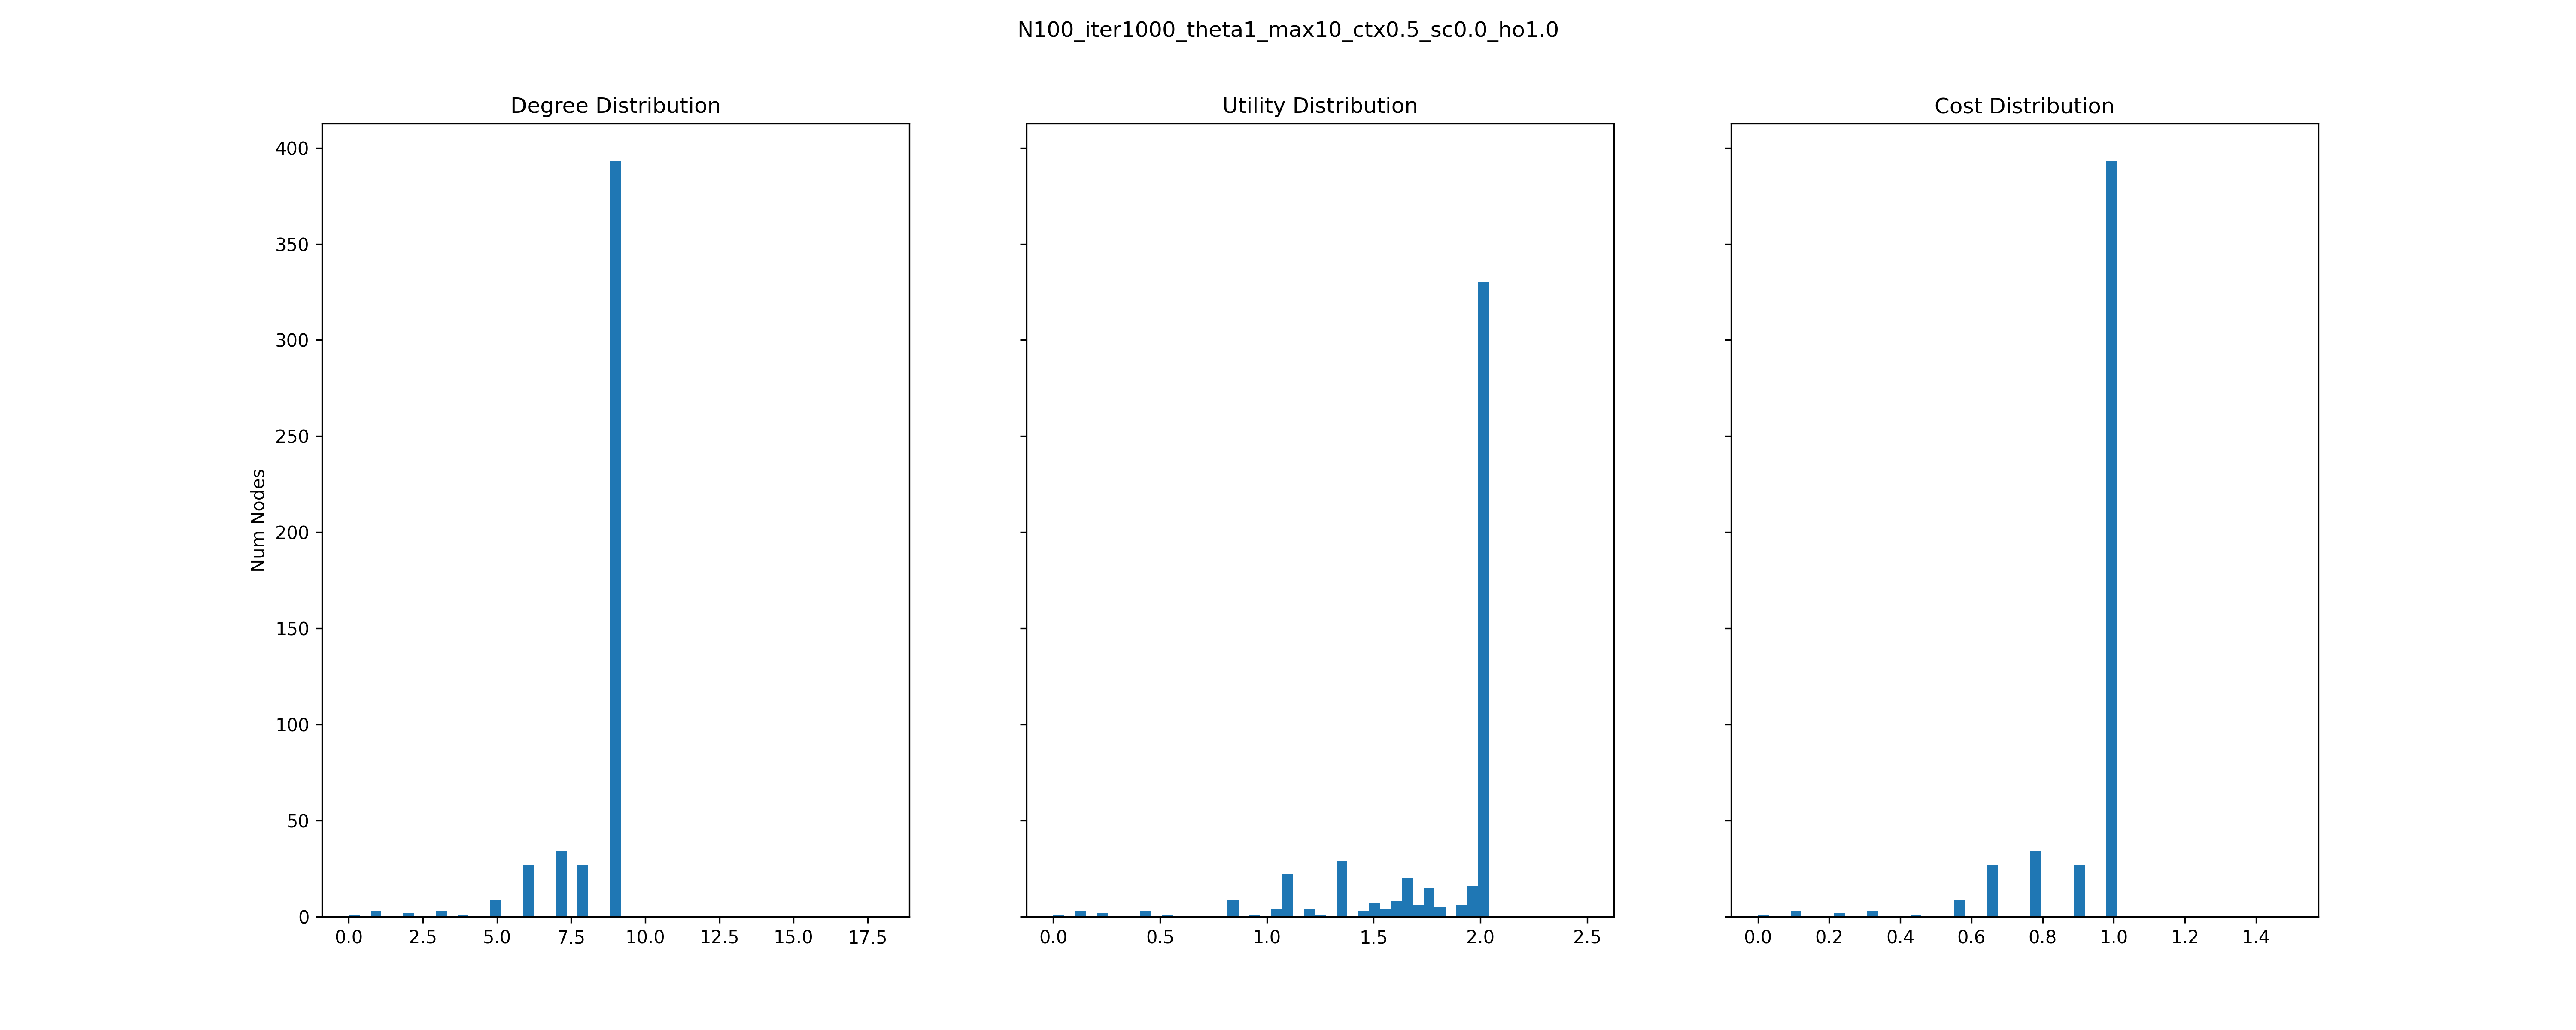 N100_iter1000_theta1_max10_ctx0.5_sc0.0_ho1.0
Degree Distribution
Utility Distribution
Cost Distribution
Num Nodes
400
350
300
250
200
150
100
50
0
0.0 2.5 5.0 7.5 10.0 12.5 15.0 17.5
0.0 0.5 1.0 1.5 2.0 2.5
0.0 0.2 0.4 0.6 0.8 1.0 1.2 1.4